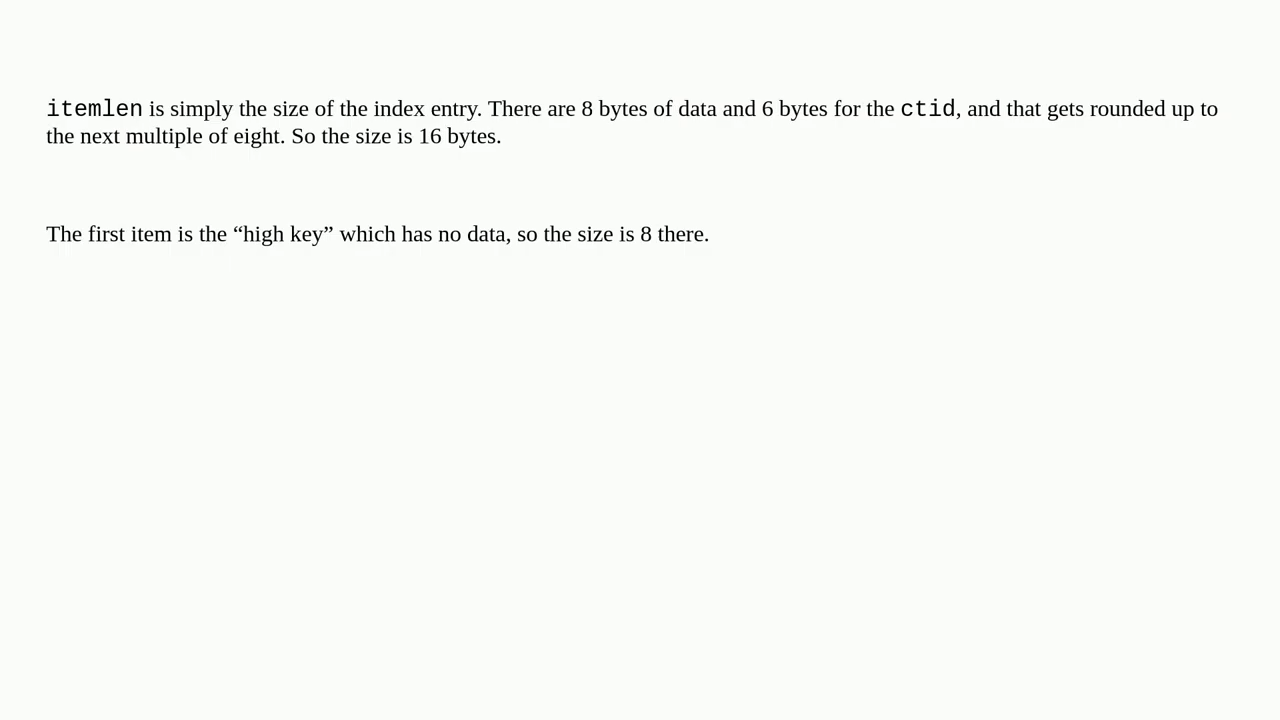 itemlen is simply the size of the index entry. There are 8 bytes of data and 6 bytes for the ctid, and that gets rounded up to
the next multiple of eight. So the size is 16 bytes.
The first item is the “high key” which has no data, so the size is 8 there.